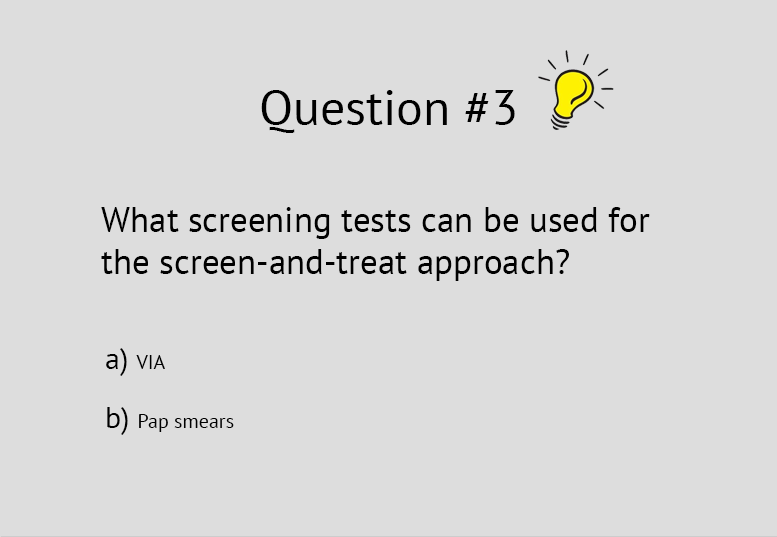 Question #3
What screening tests can be used for
the screen-and-treat approach?
a) VIA
b) Pap smears